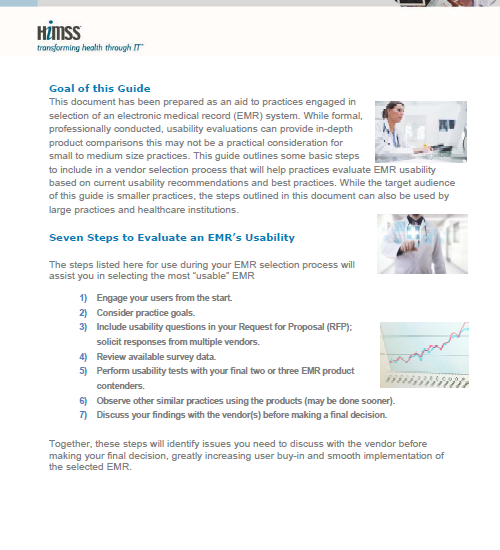 HiMSS
transforming health through IT™
Goal of this Guide
This document has been prepared as an aid to practices engaged in
selection of an electronic medical record (EMR) system. While formal,
professionally conducted, usability evaluations can provide in-depth
product comparisons this may not be a practical consideration for
small to medium size practices. This guide outlines some basic steps
to include in a vendor selection process that will help practices evaluate EMR usability
based on current usability recommendations and best practices. While the target audience
of this guide is smaller practices, the steps outlined in this document can also be used by
large practices and healthcare institutions.
Seven Steps to Evaluate an EMR's Usability
The steps listed here for use during your EMR selection process will
assist you in selecting the most “usable” EMR
1) Engage your users from the start.
2) Consider practice goals.
3) Include usability questions in your Request for Proposal (RFP);
solicit responses from multiple vendors.
4) Review available survey data.
5) Perform usability tests with your final two or three EMR product
contenders.
6) Observe other similar practices using the products (may be done sooner).
7) Discuss your findings with the vendor(s) before making a final decision.
Together, these steps will identify issues you need to discuss with the vendor before
making your final decision, greatly increasing user buy-in and smooth implementation of
the selected EMR.